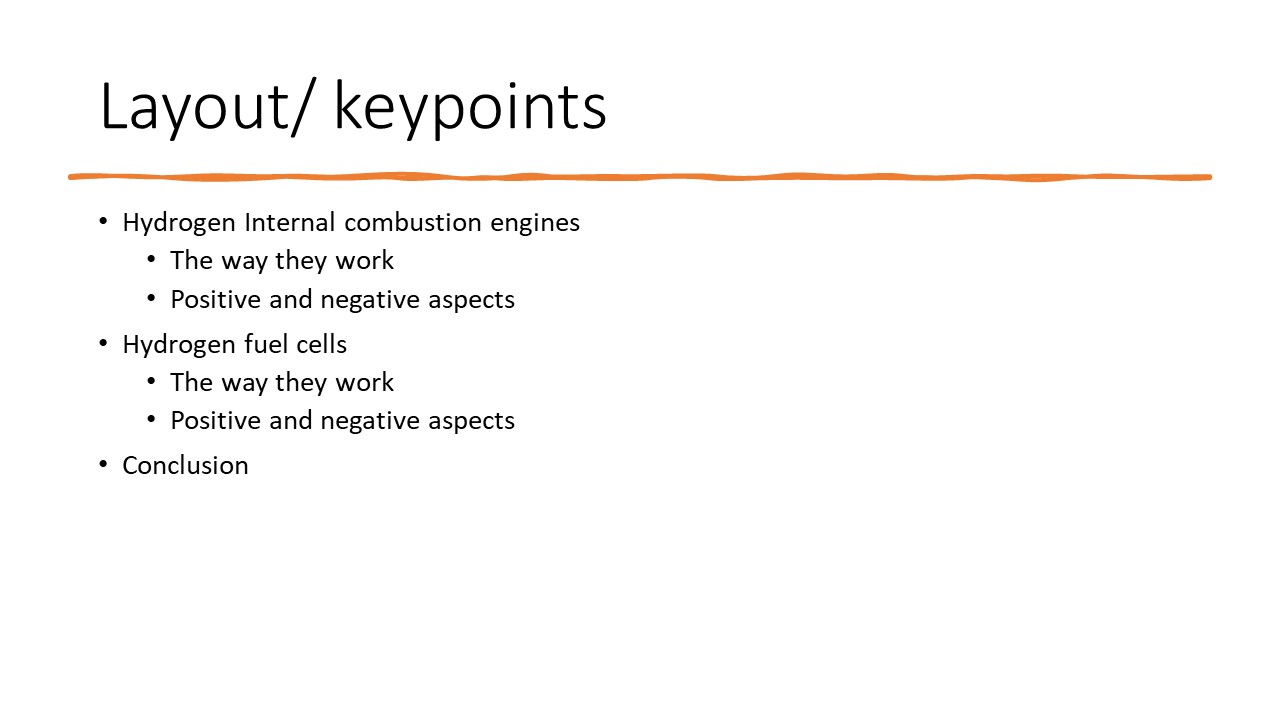 Layout/ keypoints
• Hydrogen Internal combustion engines
• The way they work
• Positive and negative aspects
• Hydrogen fuel cells
• The way they work
• Positive and negative aspects
• Conclusion